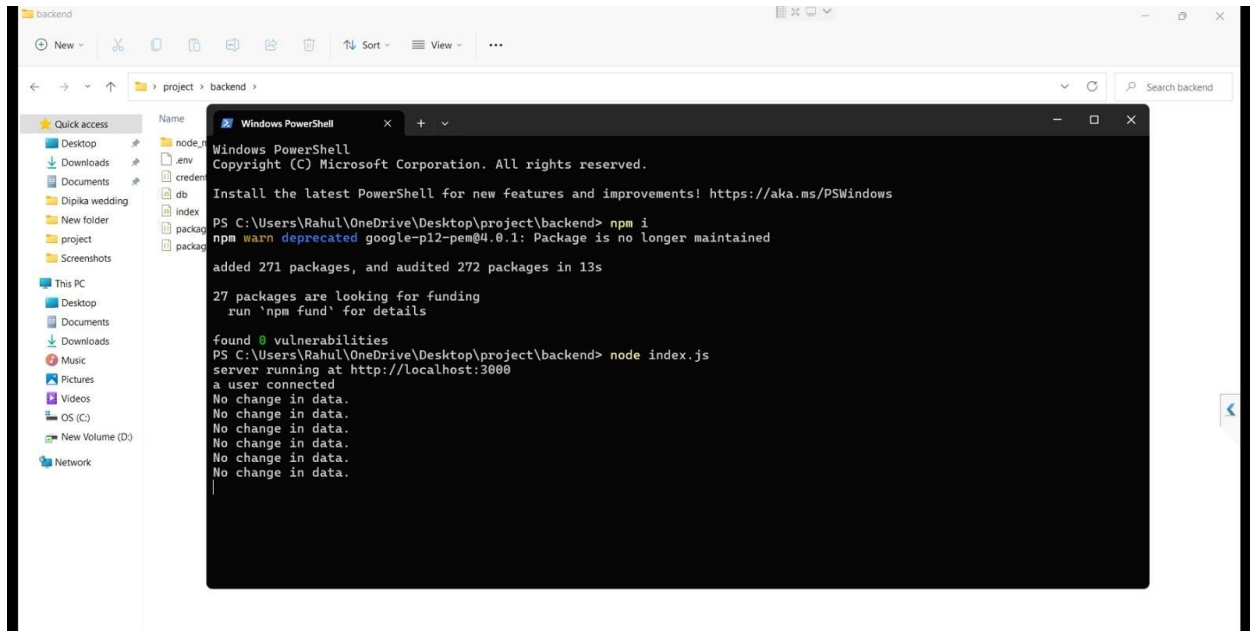 backend
New Sort View ...
project > backend >
Search backend
Quick access
Desktop
Downloads
Documents
Dipika wedding
New folder
project
Screenshots
This PC
Desktop
Documents
Downloads
Music
Pictures
Videos
OS (C:)
New Volume (D:)
Network
Name
node_n
.env
creden
db
index
packag
packag
Windows PowerShell
Windows PowerShell
Copyright (C) Microsoft Corporation. All rights reserved.
Install the latest PowerShell for new features and improvements! https://aka.ms/PSWindows
PS C:\Users\Rahul\OneDrive\Desktop\project\backend> npm i
npm warn deprecated google-p12-pem@4.0.1: Package is no longer maintained
added 271 packages, and audited 272 packages in 13s
27 packages are looking for funding
run `npm fund` for details
found 0 vulnerabilities
PS C:\Users\Rahul\OneDrive\Desktop\project\backend> node index.js
server running at http://localhost:3000
a user connected
No change in data.
No change in data.
No change in data.
No change in data.
No change in data.
No change in data.